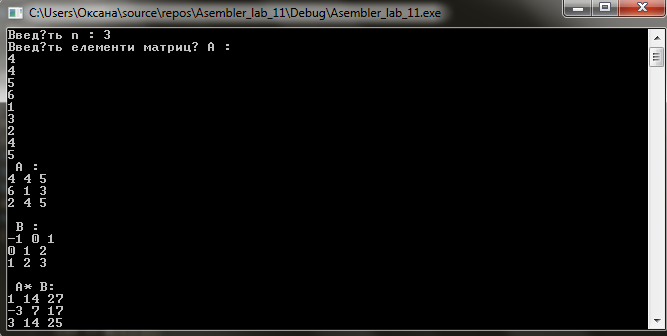 C:\Users\Оксана\source\repos\Asembler_lab_11\Debug\Asembler_lab_11.exe
Введ?ть n : 3
Введ?ть елементи матриц? A :
4
4
5
6
1
3
2
4
5
A :
4 4 5
6 1 3
2 4 5
B :
-1 0 1
0 1 2
1 2 3
A* B:
1 14 27
-3 7 17
3 14 25